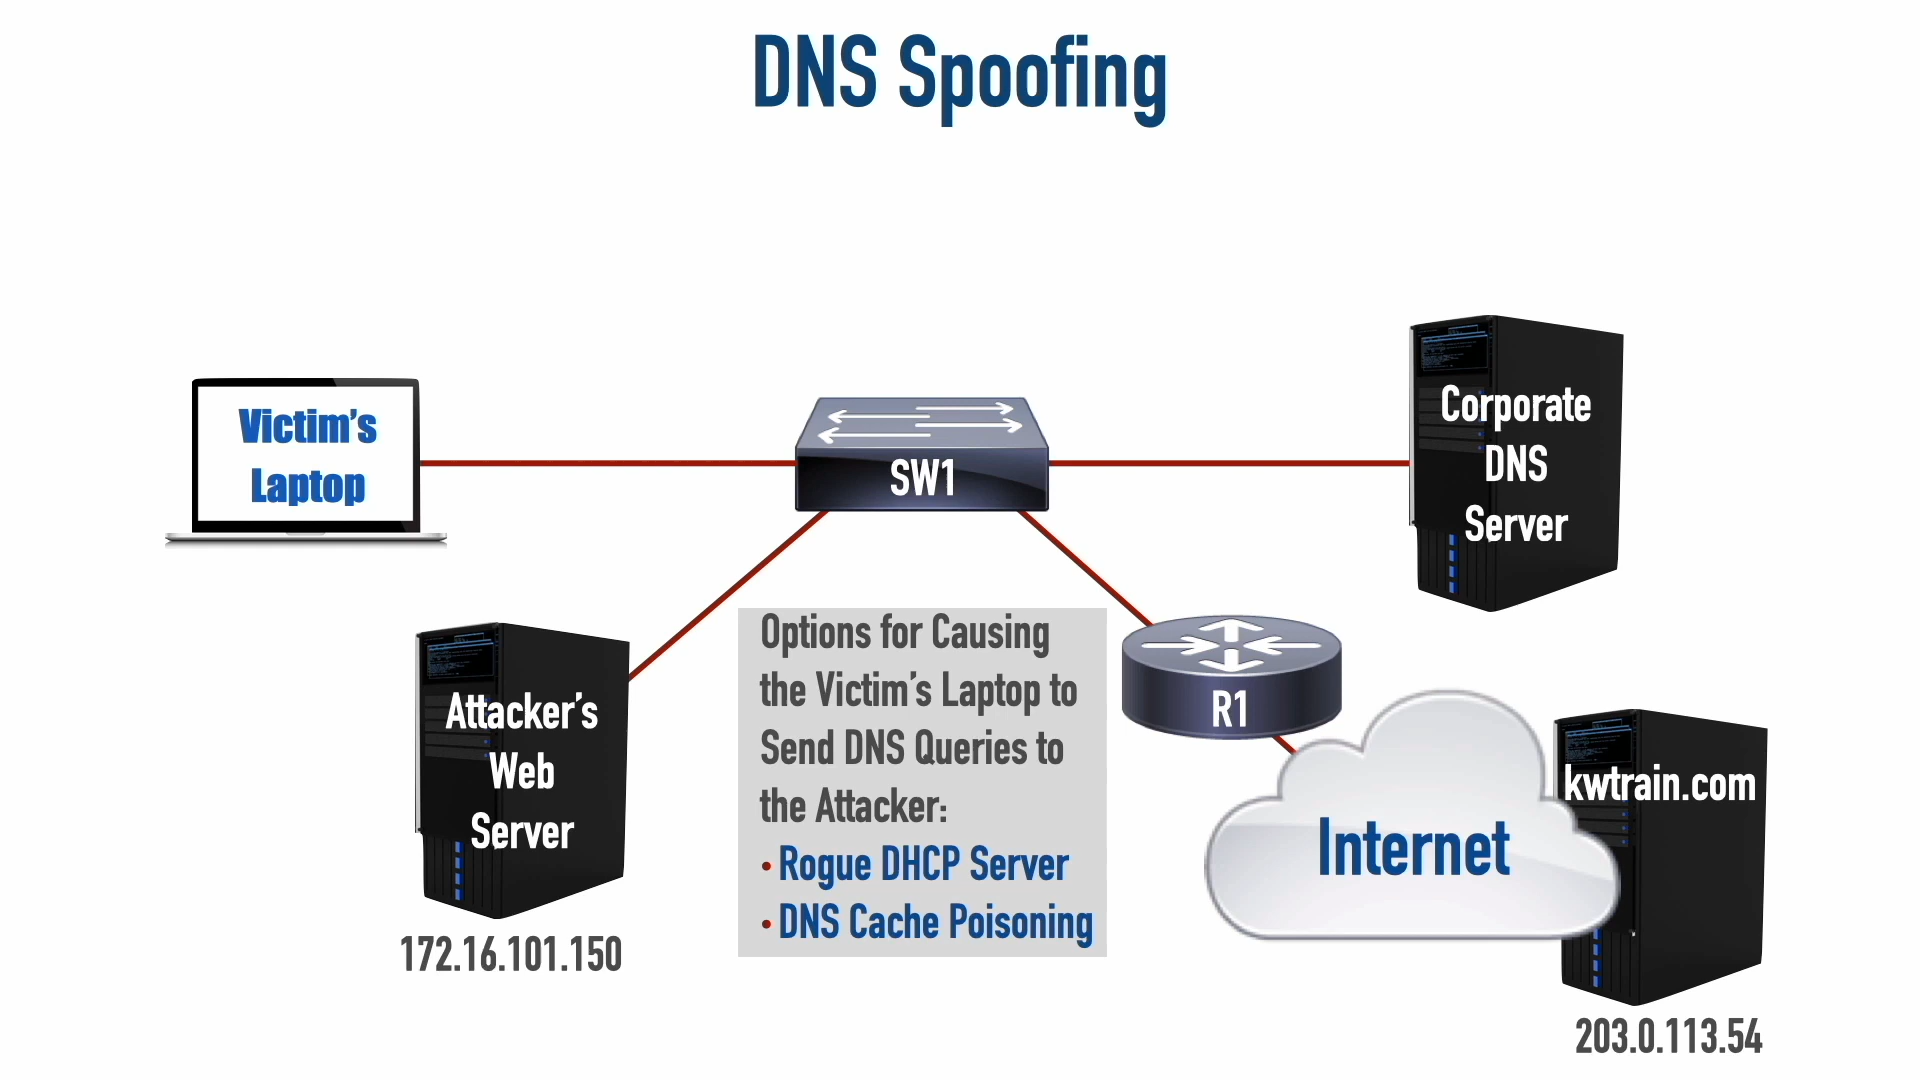 DNS Spoofing
Victim's
Laptop
SW1
Corporate
DNS
Server
Attacker's
Web
Server
172.16.101.150
Options for Causing
the Victim's Laptop to
Send DNS Queries to
the Attacker:
• Rogue DHCP Server
• DNS Cache Poisoning
R1
Internet
kwtrain.com
203.0.113.54